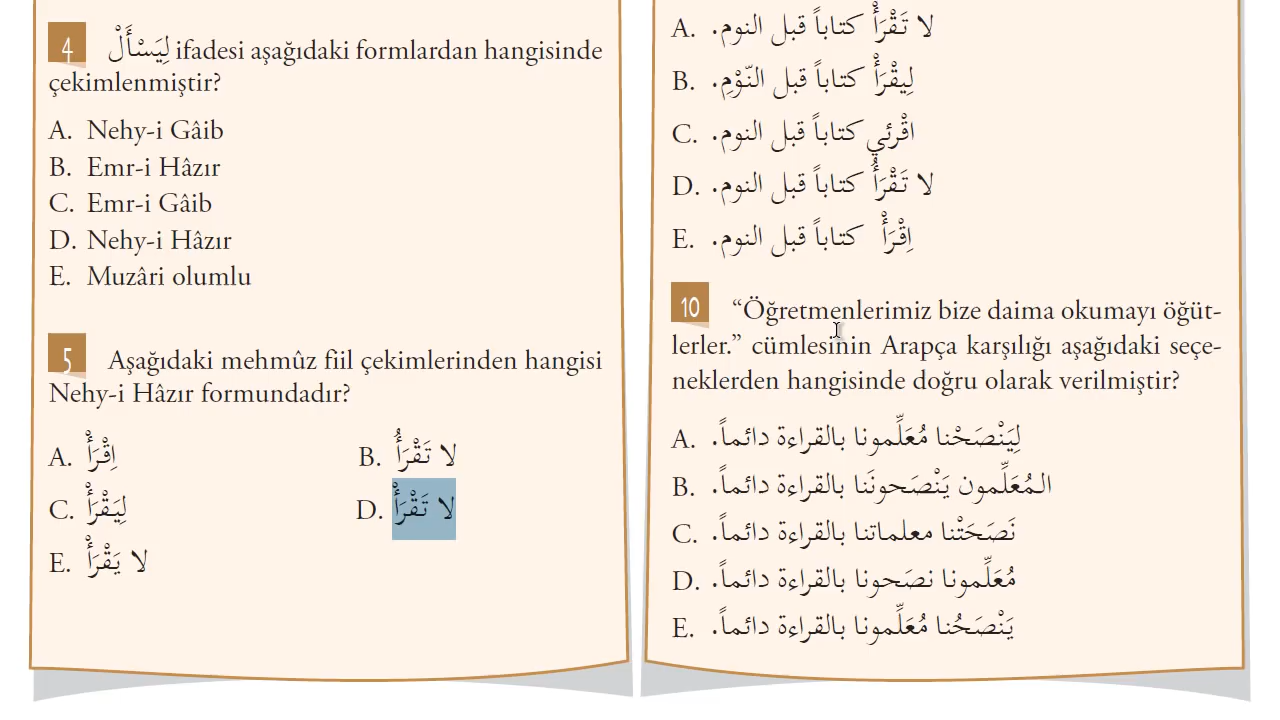 4 لِيَسْأَلْ ifadesi aşağıdaki formlardan hangisinde
çekimlenmiştir?
A. Nehy-i Gâib
B. Emr-i Hâzır
C. Emr-i Gâib
D. Nehy-i Hâzır
E. Muzâri olumlu
5 Aşağıdaki mehmûz fiil çekimlerinden hangisi
Nehy-i Hâzır formundadır?
A. اِقْرَأْ B. لا تَقْرَأُ
C. لِيَقْرَأْ D. لا تَقْرَأْ
E. لا يَقْرَأْ
A. لا تَقْرَأْ كتاباً قبل النوم.
B. لِيقْرَأْ كتاباً قبل النّوْمِ.
C. اقْرئي كتاباً قبل النوم.
D. لا تَقْرَأُ كتاباً قبل النوم.
E. اِقْرَأْ كتاباً قبل النوم.
10 “Öğretmenlerimiz bize daima okumayı öğüt-
lerler.” cümlesinin Arapça karşılığı aşağıdaki seçe-
neklerden hangisinde doğru olarak verilmiştir?
A. لِيَنْصَحْنا مُعَلِّمونا بالقراءة دائماً.
B. المُعَلِّمون يَنْصَحونَنا بالقراءة دائماً.
C. نَصَحَتْنا معلماتنا بالقراءة دائماً.
D. مُعَلِّمونا نصَحونا بالقراءة دائماً.
E. يَنْصَحُنا مُعَلِّمونا بالقراءة دائماً.